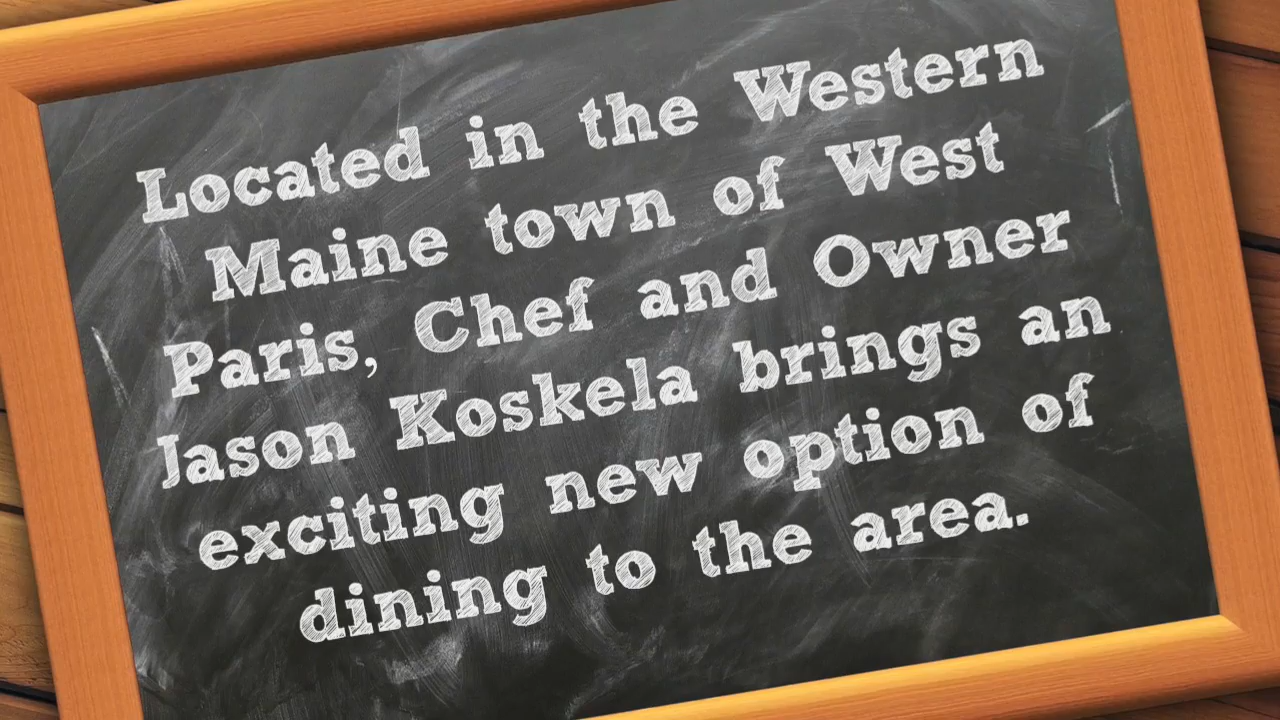 Located in the Western
Maine town of West
Paris, Chef and Owner
Jason Koskela brings an
exciting new option of
dining to the area.